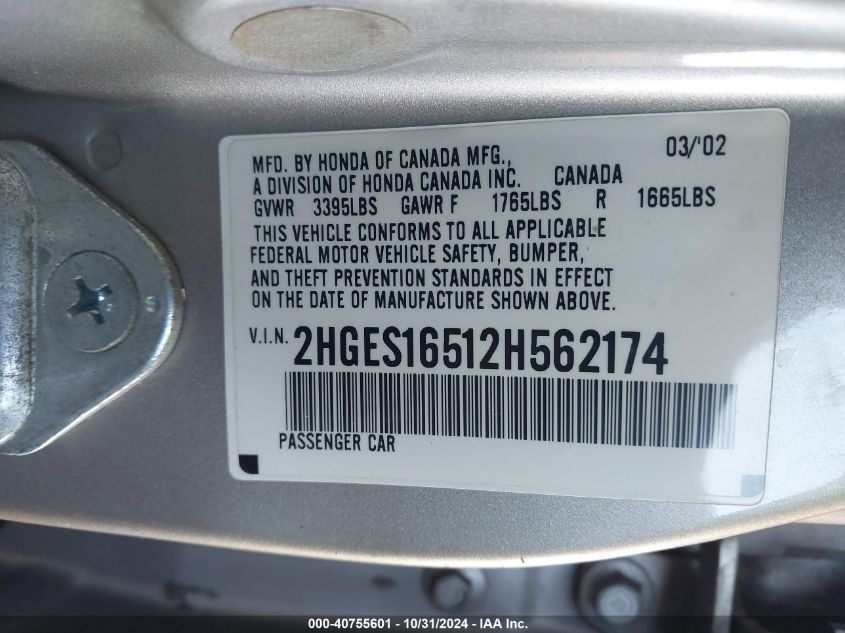 03/'02
MFD. BY HONDA OF CANADA MFG.,
A DIVISION OF HONDA CANADA INC. CANADA
GVWR 3395LBS GAWR F 1765LBS R 1665LBS
THIS VEHICLE CONFORMS TO ALL APPLICABLE
FEDERAL MOTOR VEHICLE SAFETY, BUMPER,
AND THEFT PREVENTION STANDARDS IN EFFECT
ON THE DATE OF MANUFACTURE SHOWN ABOVE.
V.I.N. 2HGES16512H562174
PASSENGER CAR
000-40755601 - 10/31/2024 - IAA Inc.